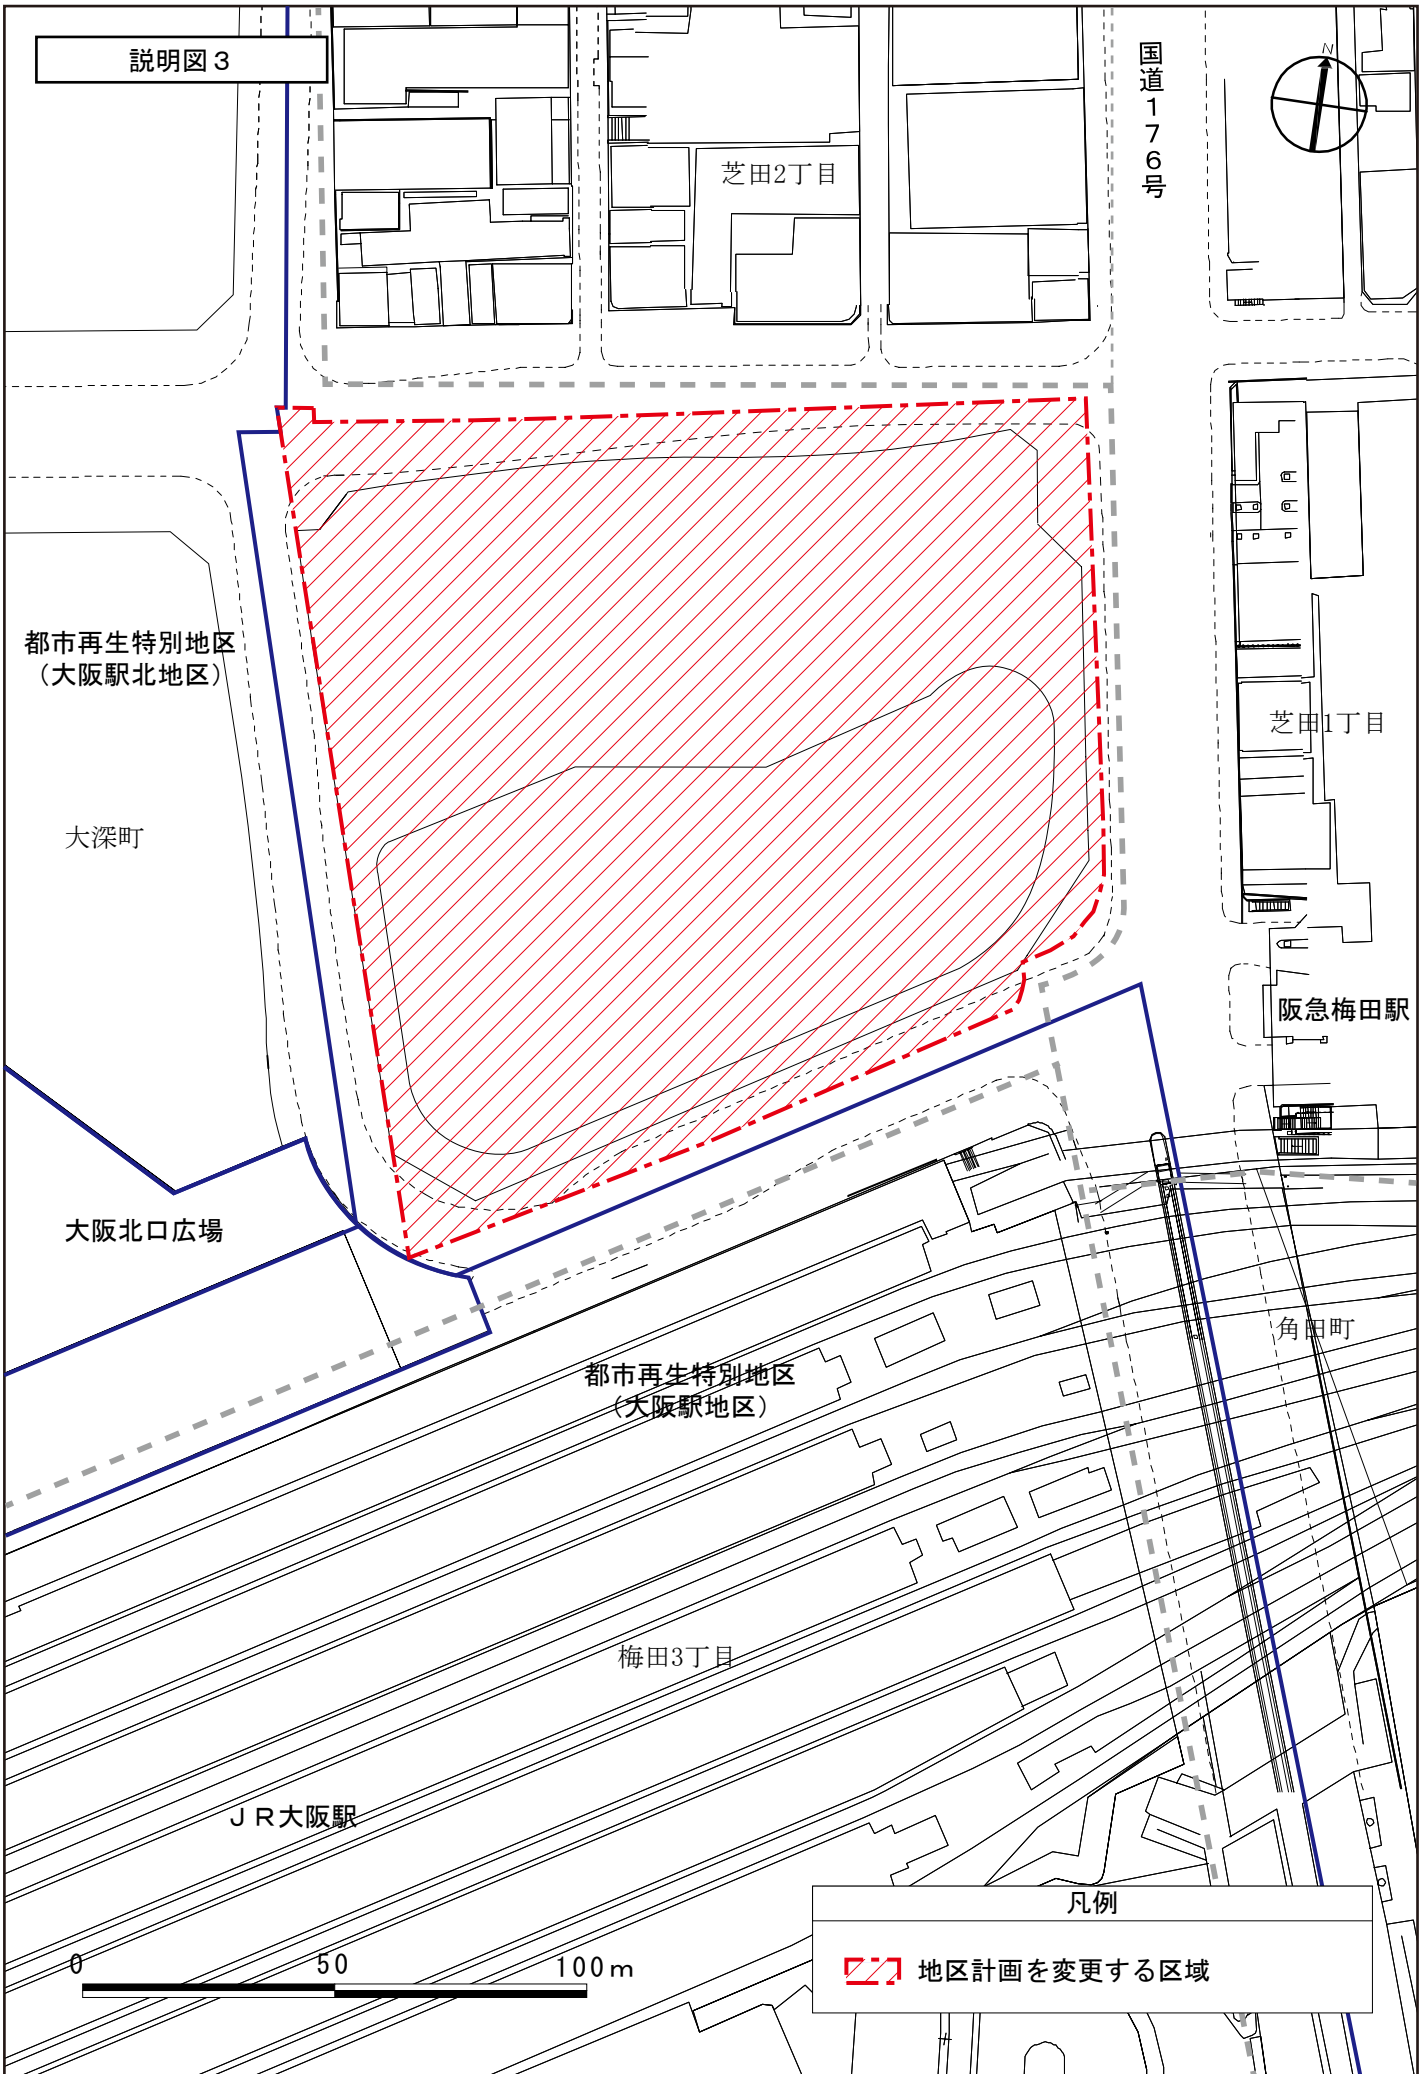 説明図３
国道１７６号
N
芝田2丁目
都市再生特別地区
（大阪駅北地区）
芝田1丁目
大深町
阪急梅田駅
大阪北口広場
角田町
都市再生特別地区
（大阪駅地区）
梅田3丁目
ＪＲ大阪駅
0 50 100m
凡例
地区計画を変更する区域